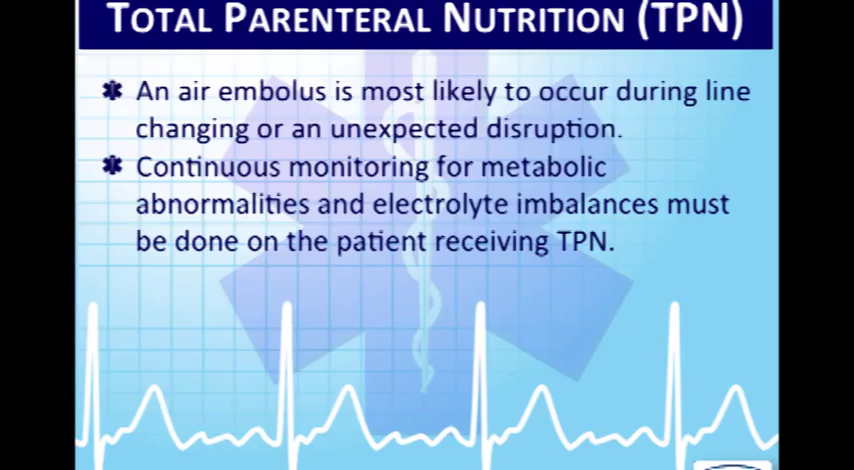 TOTAL PARENTERAL NUTRITION (TPN)
✱ An air embolus is most likely to occur during line
changing or an unexpected disruption.
✱ Continuous monitoring for metabolic
abnormalities and electrolyte imbalances must
be done on the patient receiving TPN.